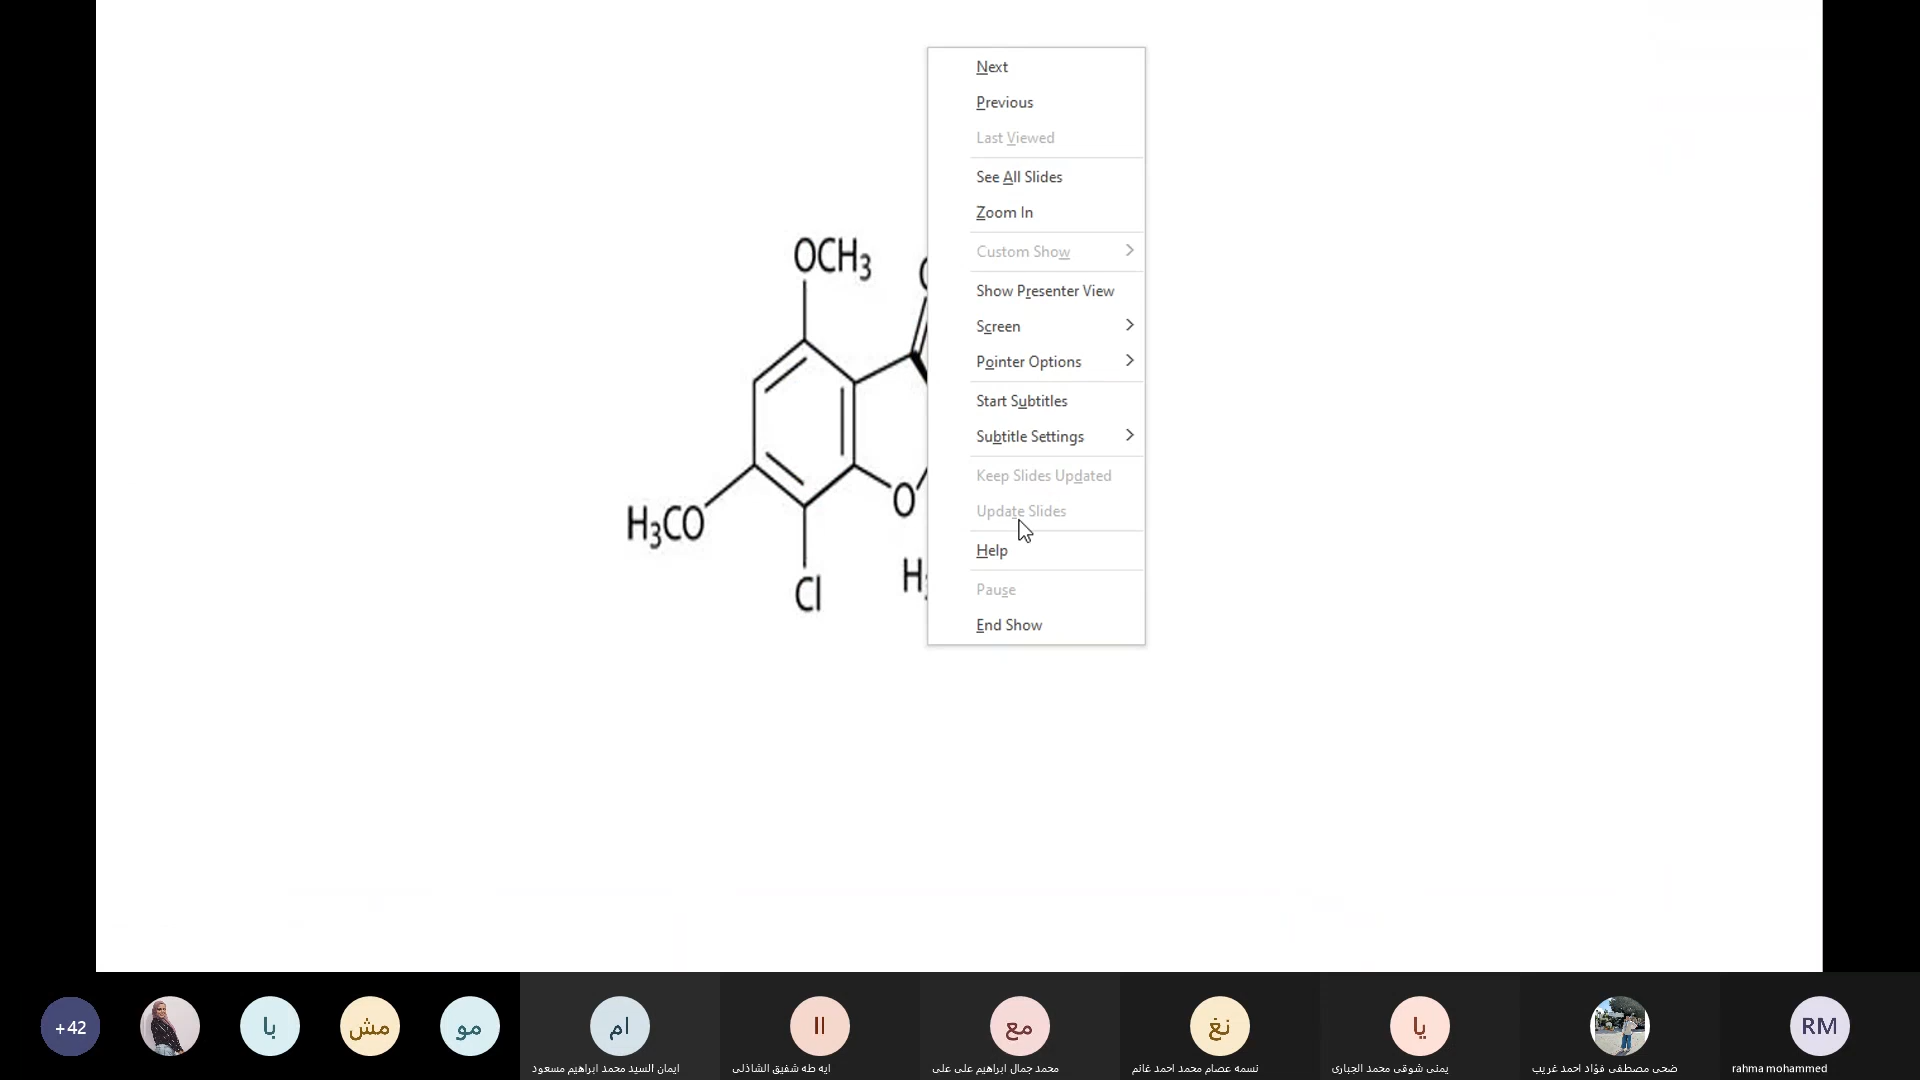 Next
Previous
Last Viewed
See All Slides
Zoom In
Custom Show
Show Presenter View
Screen
Pointer Options
Start Subtitles
Subtitle Settings
Keep Slides Updated
Update Slides
Help
Pause
End Show
OCH3
O
H3CO
Cl
H
+42
با
مش
مو
ام
اا
مع
نغ
يا
RM
ايمان السيد محمد ابراهيم مسعود
ايه طه شفيق الشاذلى
محمد جمال ابراهيم على على
نسمه عصام محمد احمد غانم
يمنى شوقى محمد الجبارى
ضحى مصطفى فؤاد احمد غريب
rahma mohammed